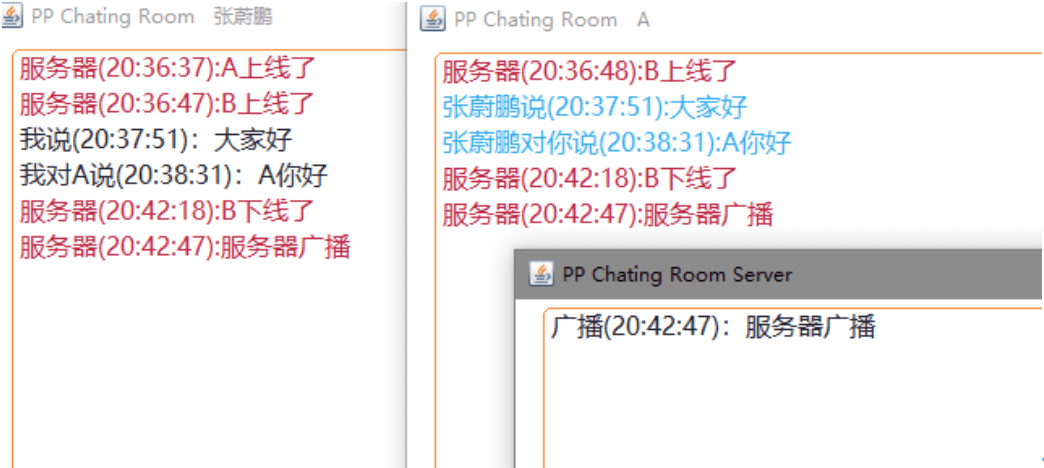 PP Chating Room 张蔚鹏
服务器(20:36:37):A上线了
服务器(20:36:47):B上线了
我说(20:37:51)：大家好
我对A说(20:38:31)：A你好
服务器(20:42:18):B下线了
服务器(20:42:47):服务器广播
PP Chating Room A
服务器(20:36:48):B上线了
张蔚鹏说(20:37:51):大家好
张蔚鹏对你说(20:38:31):A你好
服务器(20:42:18):B下线了
服务器(20:42:47):服务器广播
PP Chating Room Server
广播(20:42:47)：服务器广播